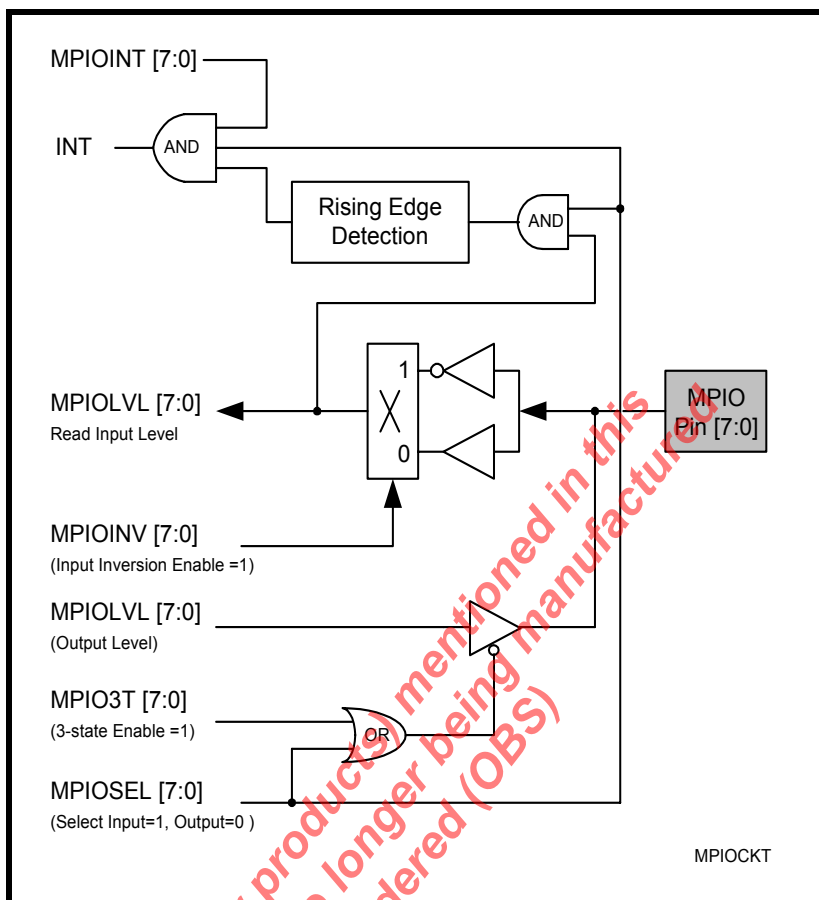 MPIOINT [7:0]
INT
AND
Rising Edge
Detection
AND
MPIOLVL [7:0]
Read Input Level
1
0
MPIO
Pin [7:0]
MPIOINV [7:0]
(Input Inversion Enable =1)
MPIOLVL [7:0]
(Output Level)
MPIO3T [7:0]
(3-state Enable =1)
OR
MPIOSEL [7:0]
(Select Input=1, Output=0 )
MPIOCKT
products) mentioned in this
longer being manufactured
(OBS)